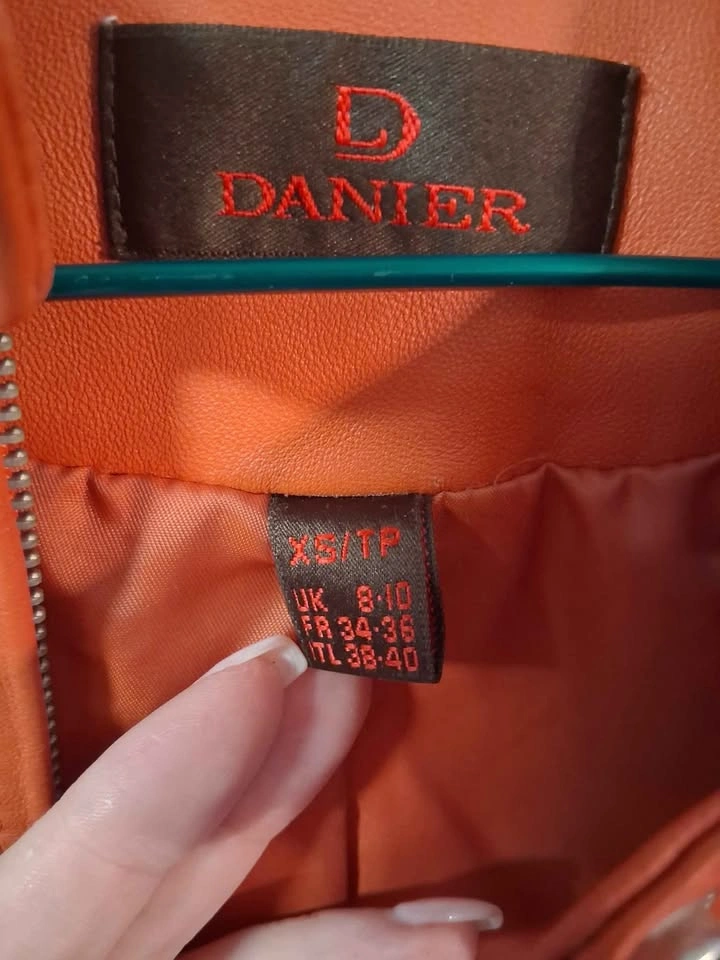 D
DANIER
XS/TP
UK 8-10
FR 34-36
ITL 38-40